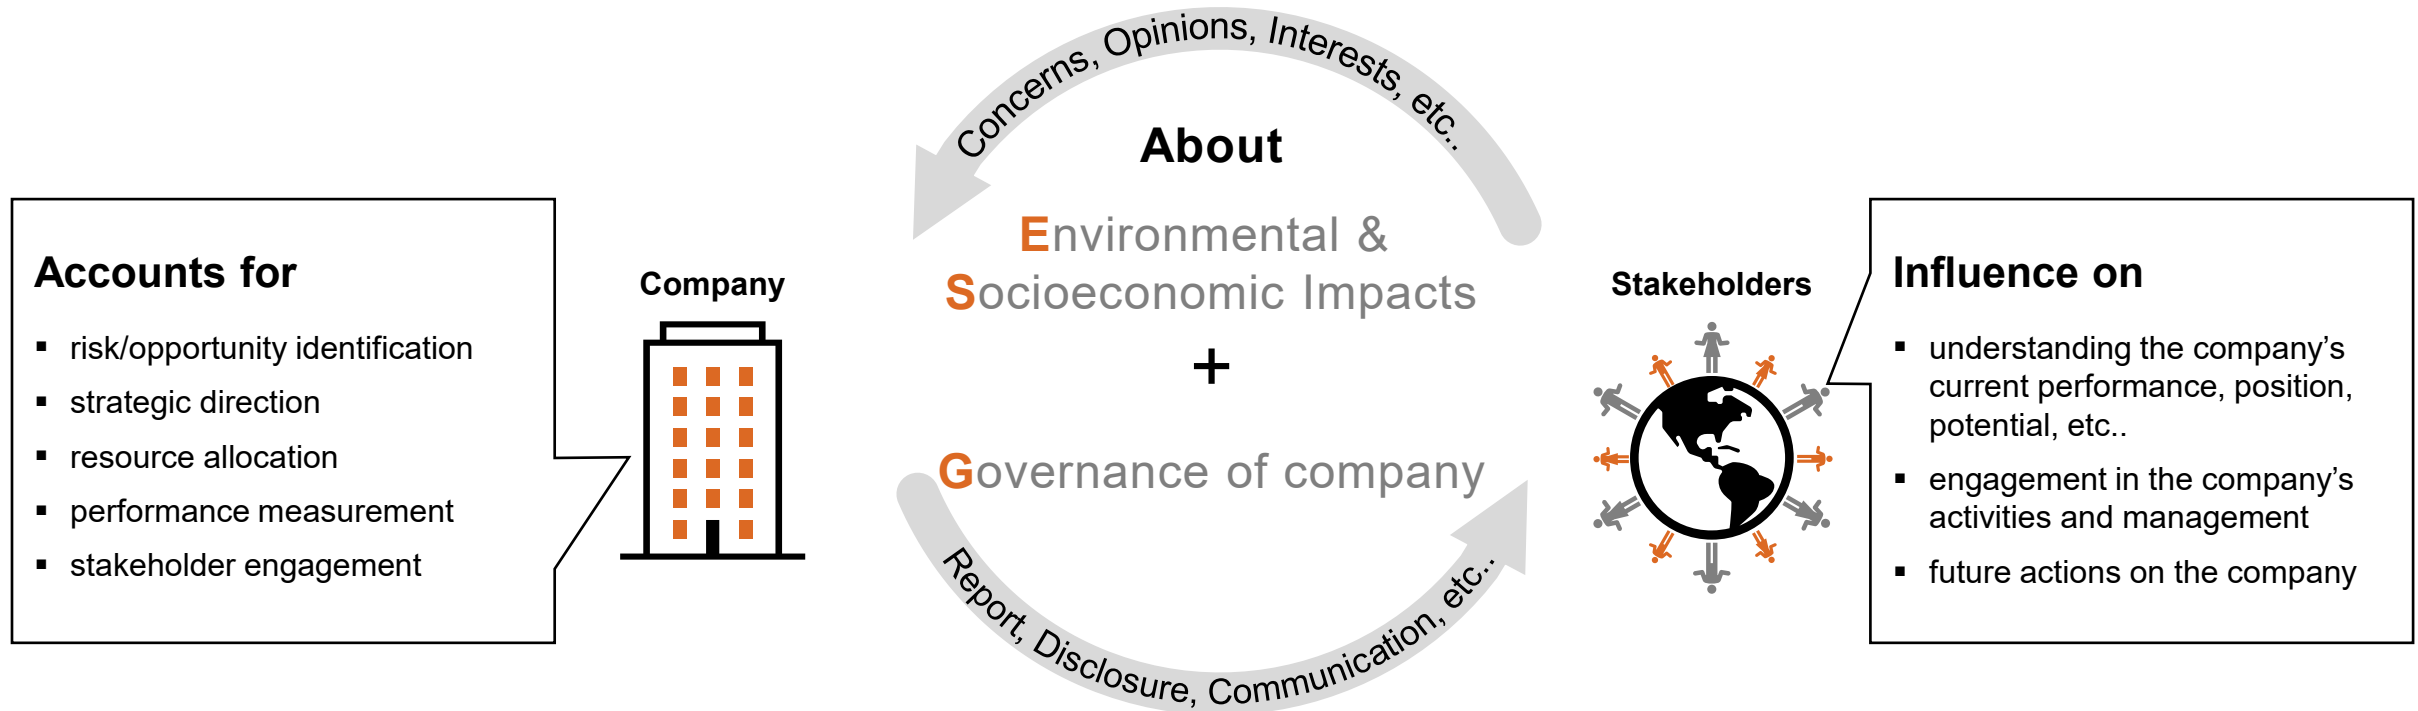 Concerns, Opinions, Interests, etc..
About
Environmental &
Socioeconomic Impacts
+
Governance of company
Report, Disclosure, Communication, etc..
Accounts for
▪ risk/opportunity identification
▪ strategic direction
▪ resource allocation
▪ performance measurement
▪ stakeholder engagement
Company
Stakeholders
Influence on
▪ understanding the company’s
current performance, position,
potential, etc..
▪ engagement in the company’s
activities and management
▪ future actions on the company